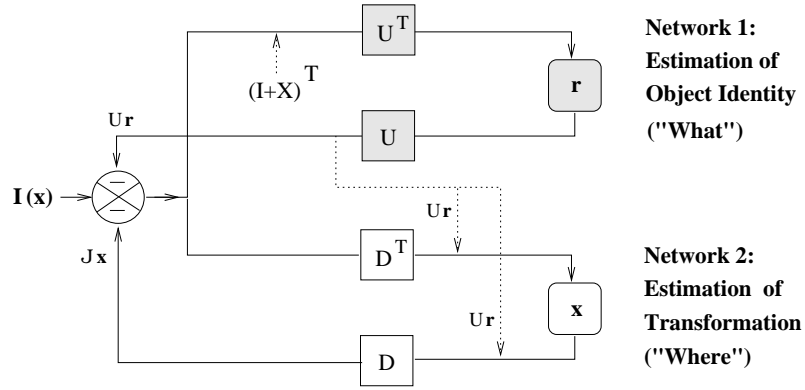 U^T
Network 1:
Estimation of
Object Identity
("What")
(I+X)^T
r
Ur
U
I(x)
Ur
Jx
D^T
Network 2:
Estimation of
Transformation
("Where")
x
Ur
D